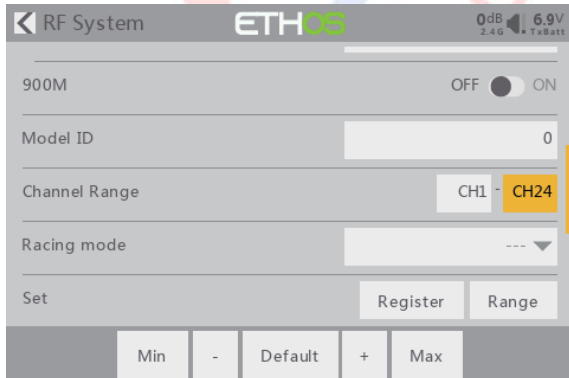 RF System ETHOS 0dB 2.4G 6.9V TxBatt
900M OFF ON
Model ID 0
Channel Range CH1 - CH24
Racing mode ---
Set Register Range
Min - Default + Max